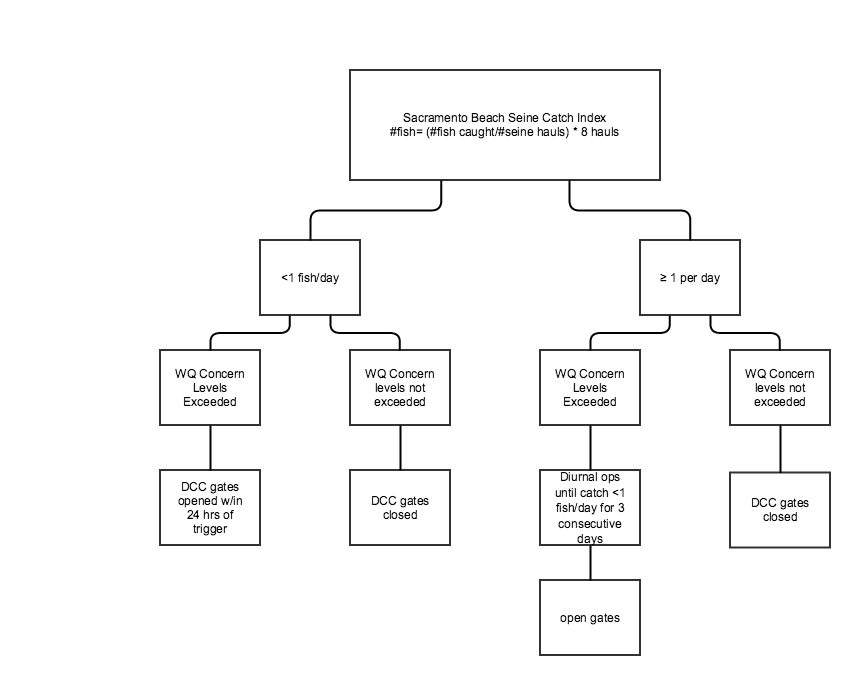 Sacramento Beach Seine Catch Index
#fish= (#fish caught/#seine hauls) * 8 hauls
<1 fish/day
≥ 1 per day
WQ Concern
Levels
Exceeded
WQ Concern
levels not
exceeded
WQ Concern
Levels
Exceeded
WQ Concern
levels not
exceeded
DCC gates
opened w/in
24 hrs of
trigger
DCC gates
closed
Diurnal ops
until catch <1
fish/day for 3
consecutive
days
DCC gates
closed
open gates